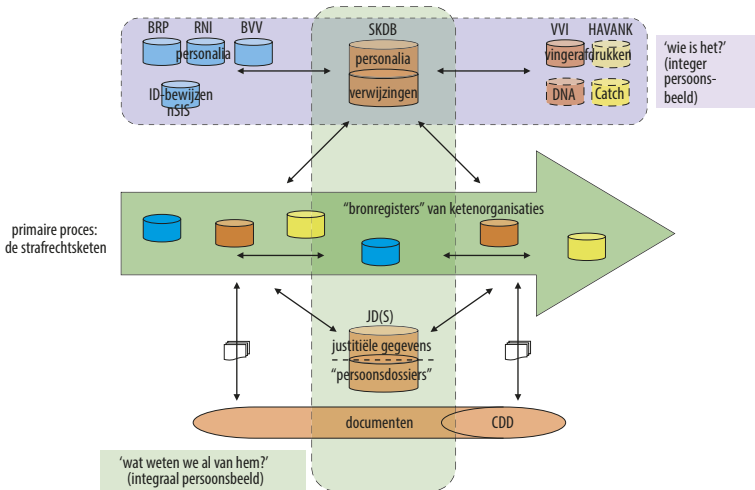 BRP RNI BVV
personalia
ID-bewijzen
nSIS
SKDB
personalia
verwijzingen
VVI HAVANK
vingerafdrukken
DNA Catch
'wie is het?'
(integer
persoons-
beeld)
primaire proces:
de strafrechtsketen
"bronregisters" van ketenorganisaties
JD(S)
justitiële gegevens
"persoonsdossiers"
documenten
CDD
'wat weten we al van hem?'
(integraal persoonsbeeld)